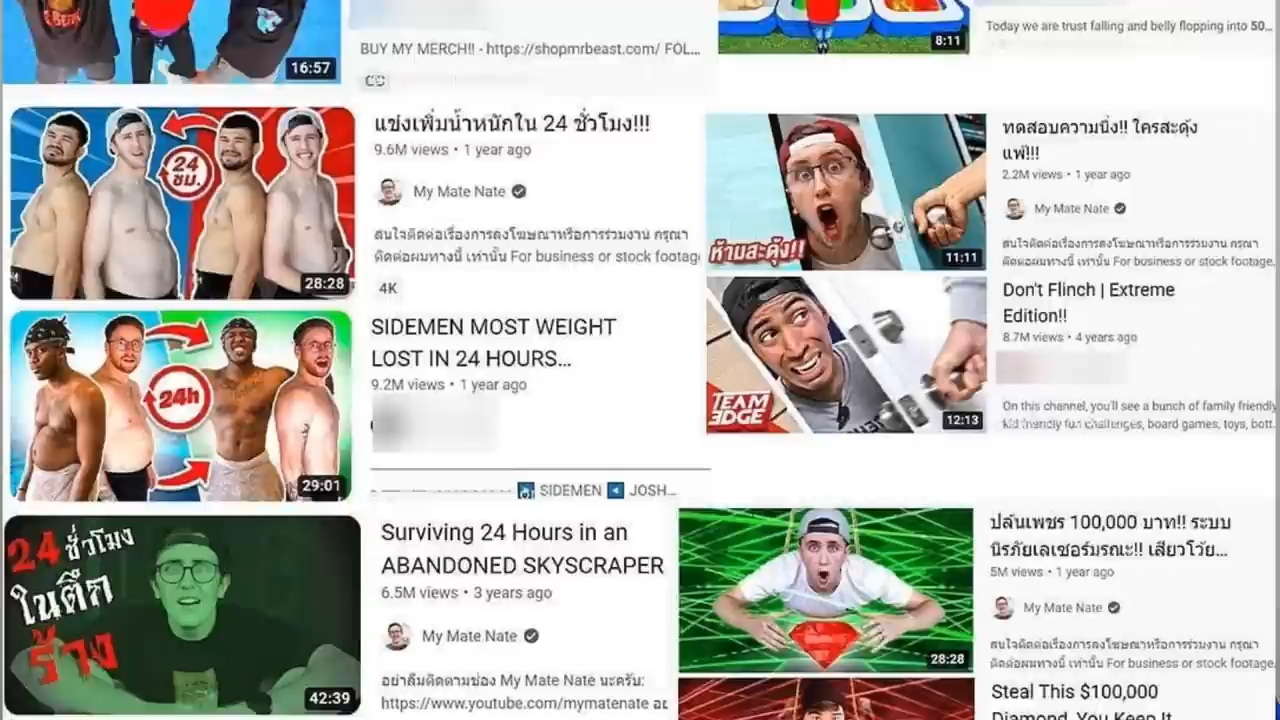 16:57
BUY MY MERCH!! - https://shopmrbeast.com/ FOL...
8:11
Today we are trust falling and belly flopping into 50...
24
ชม.
28:28
แข่งเพิ่มน้ำหนักใน 24 ชั่วโมง!!!
9.6M views • 1 year ago
My Mate Nate
สนใจติดต่อเรื่องการลงโฆษณาหรือการร่วมงาน กรุณา
ติดต่อผมทางนี้ เท่านั้น For business or stock footage
4K
24h
29:01
SIDEMEN MOST WEIGHT
LOST IN 24 HOURS...
9.2M views • 1 year ago
SIDEMEN JOSH...
24 ชั่วโมง
ในตึก
ร้าง
42:39
Surviving 24 Hours in an
ABANDONED SKYSCRAPER
6.5M views • 3 years ago
My Mate Nate
อย่าลืมติดตามช่อง My Mate Nate นะครับ:
https://www.youtube.com/mymatenate
ห้ามสะดุ้ง!!
11:11
ทดสอบความนิ่ง!! ใครสะดุ้ง
แพ้!!!
2.2M views • 1 year ago
My Mate Nate
สนใจติดต่อเรื่องการลงโฆษณาหรือการร่วมงาน กรุณา
ติดต่อผมทางนี้ เท่านั้น For business or stock footage,
TEAM
EDGE
12:13
Don't Flinch | Extreme
Edition!!
8.7M views • 4 years ago
On this channel, you'll see a bunch of family friendly
kid friendly fun challenges, board games, toys, bott
28:28
ปล้นเพชร 100,000 บาท!! ระบบ
นิรภัยเลเซอร์มรณะ!! เสียวโว้ย...
5M views • 1 year ago
My Mate Nate
สนใจติดต่อเรื่องการลงโฆษณาหรือการร่วมงาน กรุณา
ติดต่อผมทางนี้ เท่านั้น For business or stock footage,
Steal This $100,000
Diamond, You Keep It